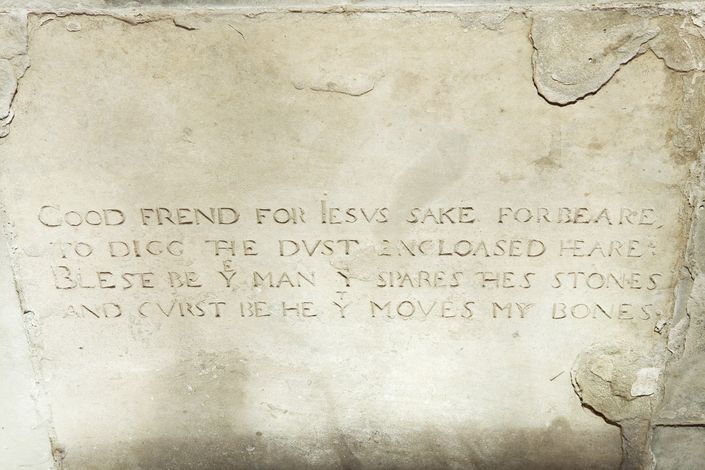 GOOD FREND FOR IESVS SAKE FORBEARE,
TO DIGG THE DVST ENCLOASED HEARE:
BLESE BE Yᴱ MAN Yᵀ SPARES THES STONES
AND CVRST BE HE Yᵀ MOVES MY BONES.